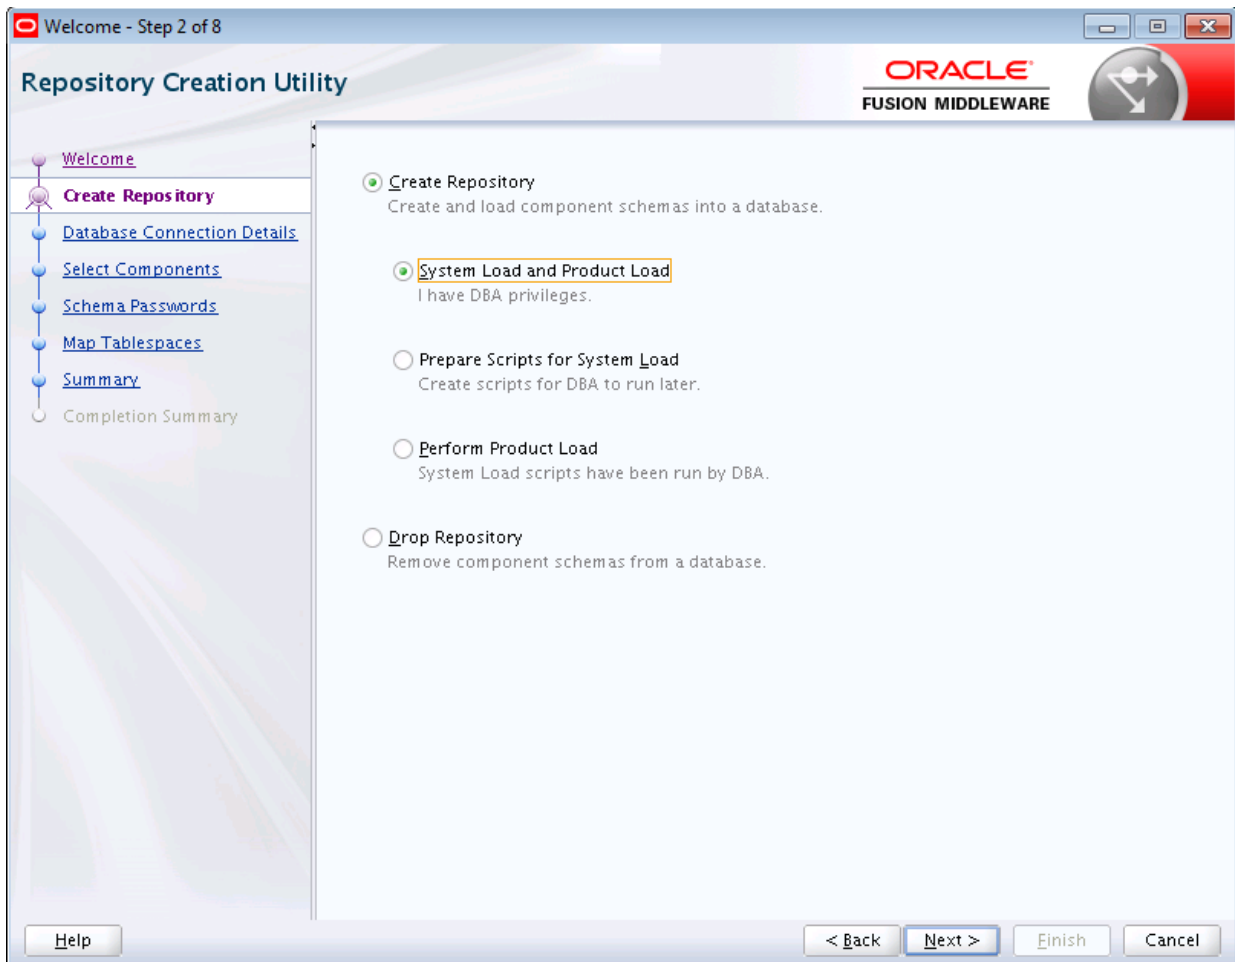 Welcome - Step 2 of 8
Repository Creation Utility
ORACLE
FUSION MIDDLEWARE
Welcome
Create Repository
Database Connection Details
Select Components
Schema Passwords
Map Tablespaces
Summary
Completion Summary
Create Repository
Create and load component schemas into a database.
System Load and Product Load
I have DBA privileges.
Prepare Scripts for System Load
Create scripts for DBA to run later.
Perform Product Load
System Load scripts have been run by DBA.
Drop Repository
Remove component schemas from a database.
Help
< Back
Next >
Finish
Cancel